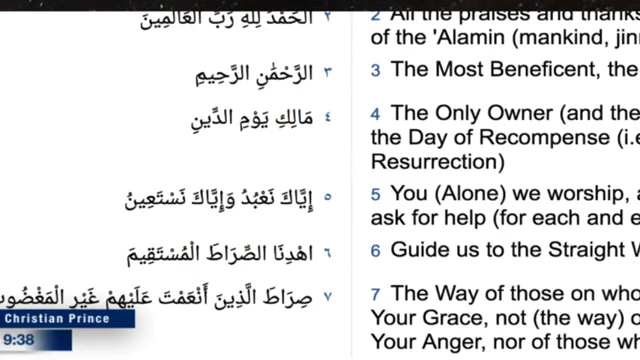 ٢ الْحَمْدُ لِلَّهِ رَبِّ الْعَالَمِينَ
2 All the praises and thanks
of the 'Alamin (mankind, jinn
٣ الرَّحْمَٰنِ الرَّحِيمِ
3 The Most Beneficent, the
٤ مَالِكِ يَوْمِ الدِّينِ
4 The Only Owner (and the
the Day of Recompense (i.e
Resurrection)
٥ إِيَّاكَ نَعْبُدُ وَإِيَّاكَ نَسْتَعِينُ
5 You (Alone) we worship,
ask for help (for each and
٦ اهْدِنَا الصِّرَاطَ الْمُسْتَقِيمَ
6 Guide us to the Straight
٧ صِرَاطَ الَّذِينَ أَنْعَمْتَ عَلَيْهِمْ غَيْرِ
7 The Way of those on
Your Grace, not (the way)
Your Anger, nor of those
Christian Prince
9:38